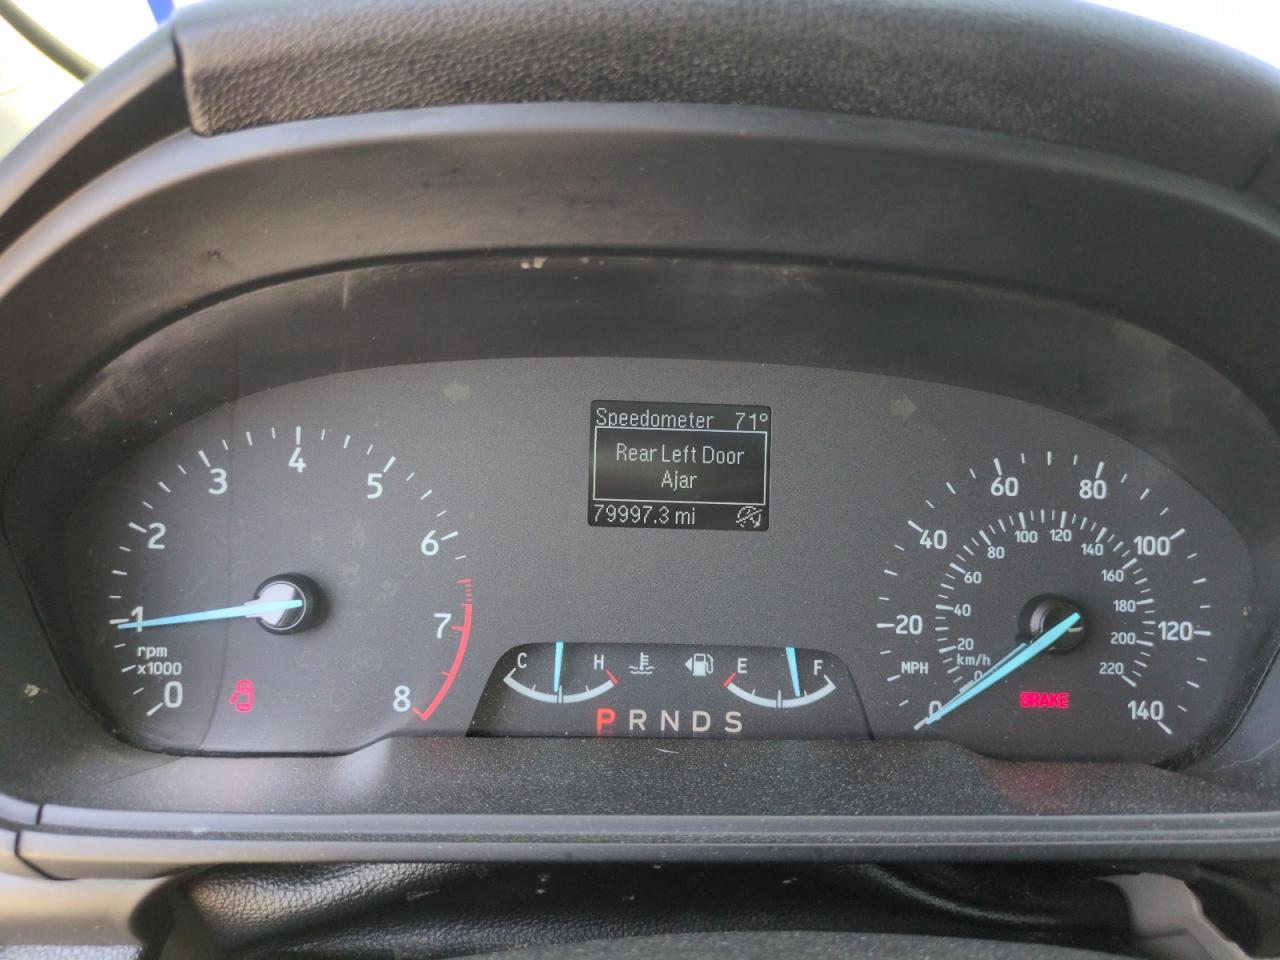 Speedometer 71°
Rear Left Door
Ajar
79997.3 mi
0 1 2 3 4 5 6 7 8
rpm
x1000
C H
E F
P R N D S
0 20 40 60 80 100 120 140
MPH
0 20 40 60 80 100 120 140 160 180 200 220
km/h
BRAKE